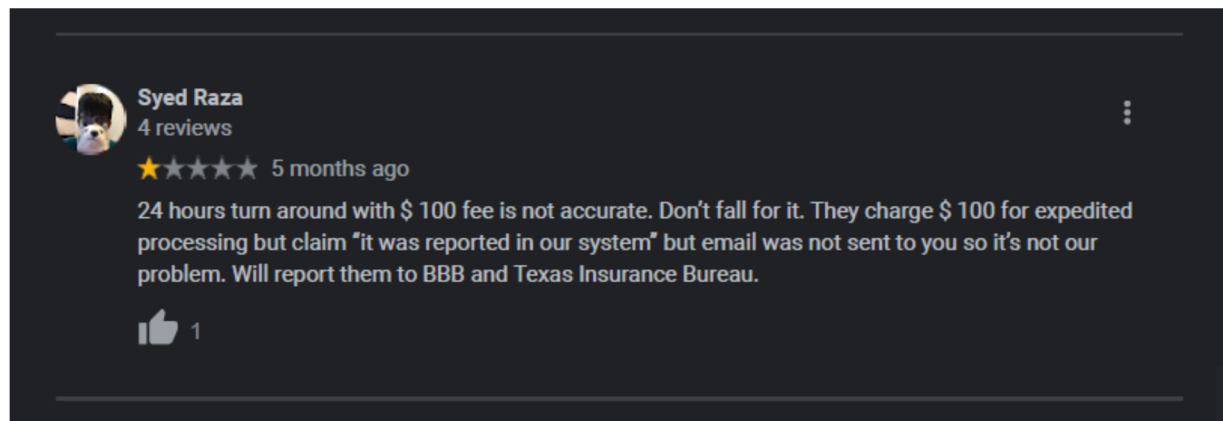 Syed Raza
4 reviews
5 months ago
24 hours turn around with $ 100 fee is not accurate. Don't fall for it. They charge $ 100 for expedited
processing but claim "it was reported in our system" but email was not sent to you so it's not our
problem. Will report them to BBB and Texas Insurance Bureau.
1